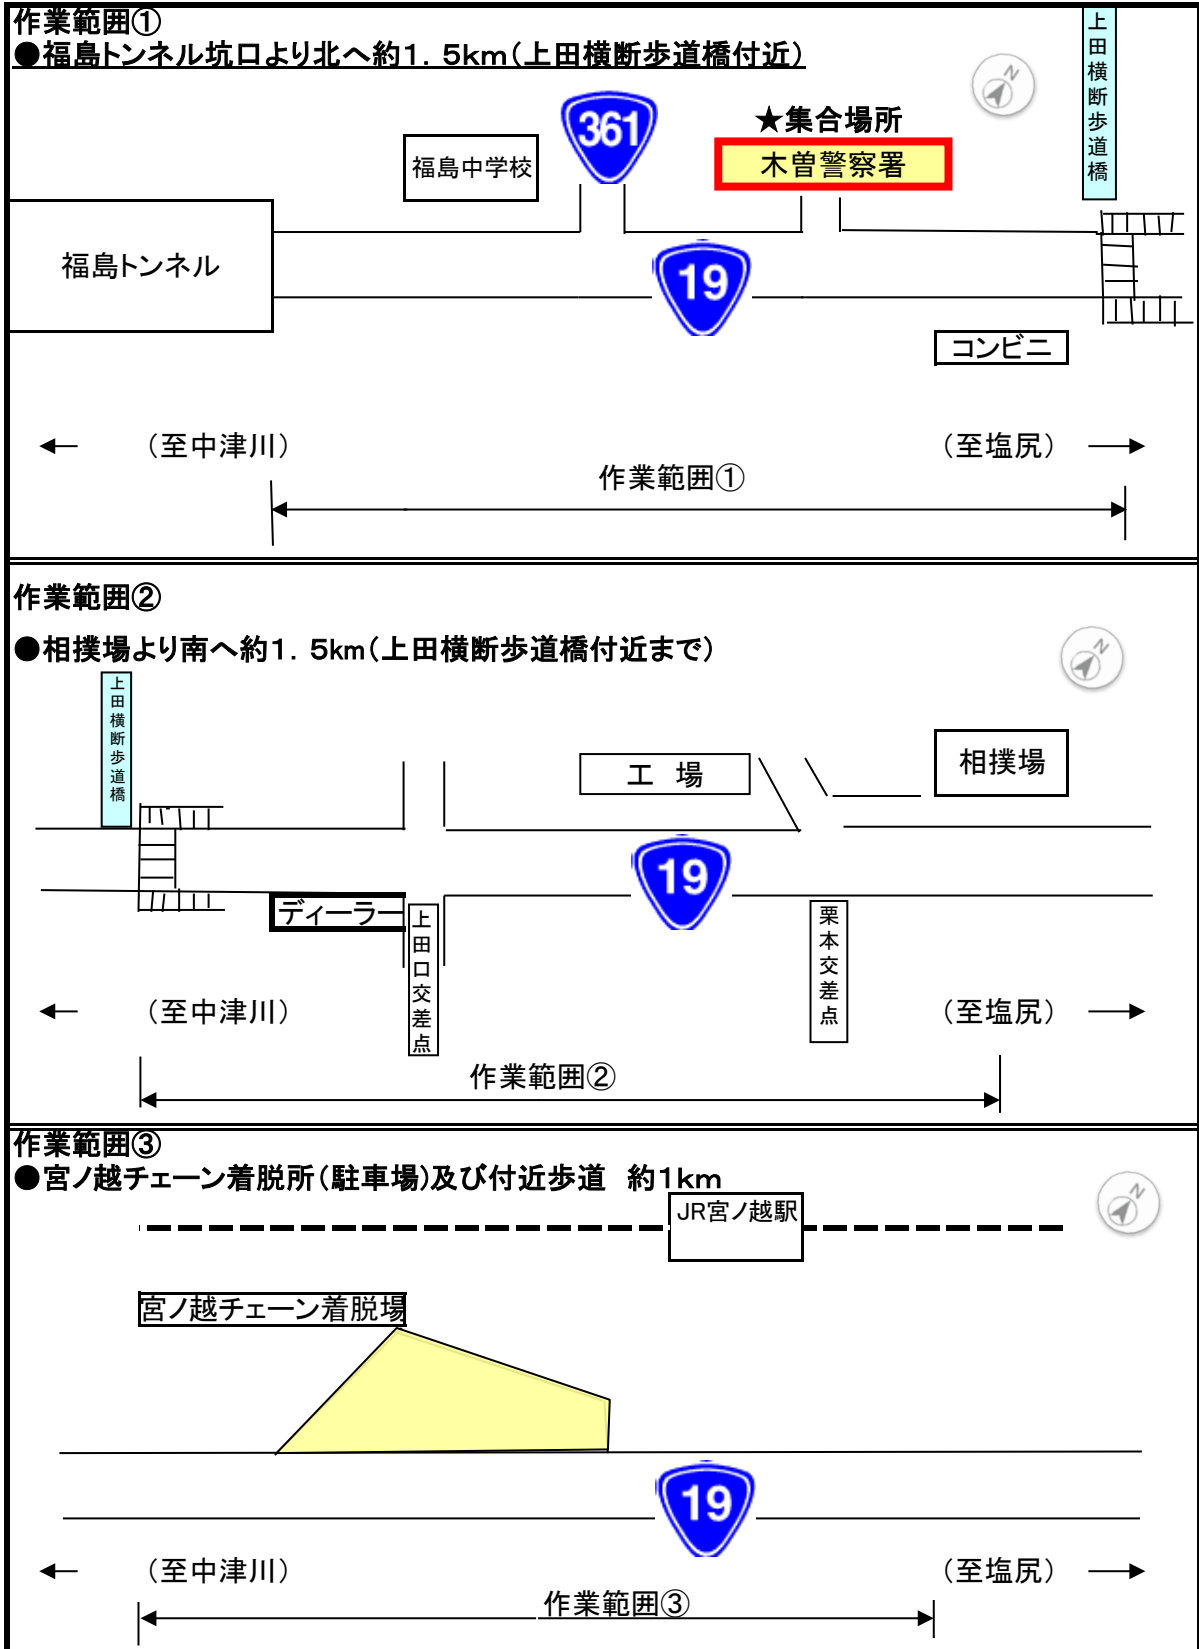 作業範囲①
●福島トンネル坑口より北へ約1．5km（上田横断歩道橋付近）
上田横断歩道橋
N
361
★集合場所
福島中学校
木曽警察署
福島トンネル
19
コンビニ
（至中津川）
（至塩尻）
作業範囲①
作業範囲②
●相撲場より南へ約1．5km（上田横断歩道橋付近まで）
N
上田横断歩道橋
工　場
相撲場
19
ディーラー
上田口交差点
栗本交差点
（至中津川）
（至塩尻）
作業範囲②
作業範囲③
●宮ノ越チェーン着脱所（駐車場）及び付近歩道　約1km
N
JR宮ノ越駅
宮ノ越チェーン着脱場
19
（至中津川）
（至塩尻）
作業範囲③